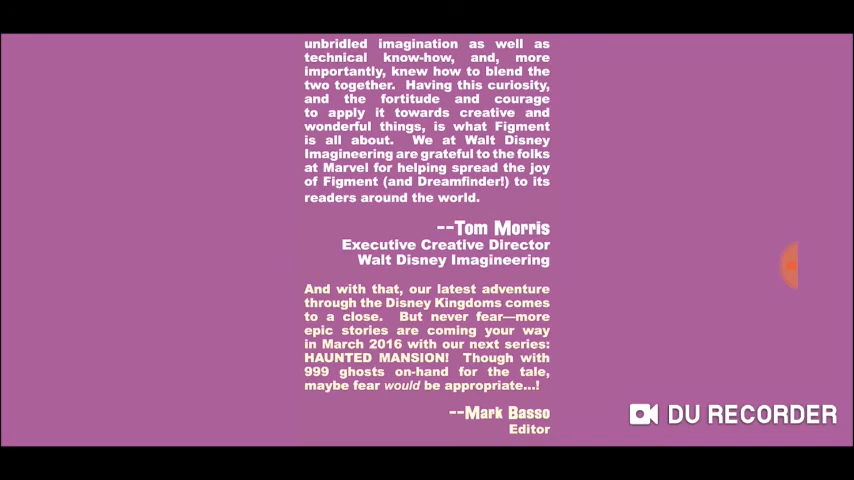 unbridled imagination as well as
technical know-how, and, more
importantly, knew how to blend the
two together. Having this curiosity,
and the fortitude and courage
to apply it towards creative and
wonderful things, is what Figment
is all about. We at Walt Disney
Imagineering are grateful to the folks
at Marvel for helping spread the joy
of Figment (and Dreamfinder!) to its
readers around the world.
--Tom Morris
Executive Creative Director
Walt Disney Imagineering
And with that, our latest adventure
through the Disney Kingdoms comes
to a close. But never fear—more
epic stories are coming your way
in March 2016 with our next series:
HAUNTED MANSION! Though with
999 ghosts on-hand for the tale,
maybe fear would be appropriate...!
--Mark Basso
Editor
DU RECORDER